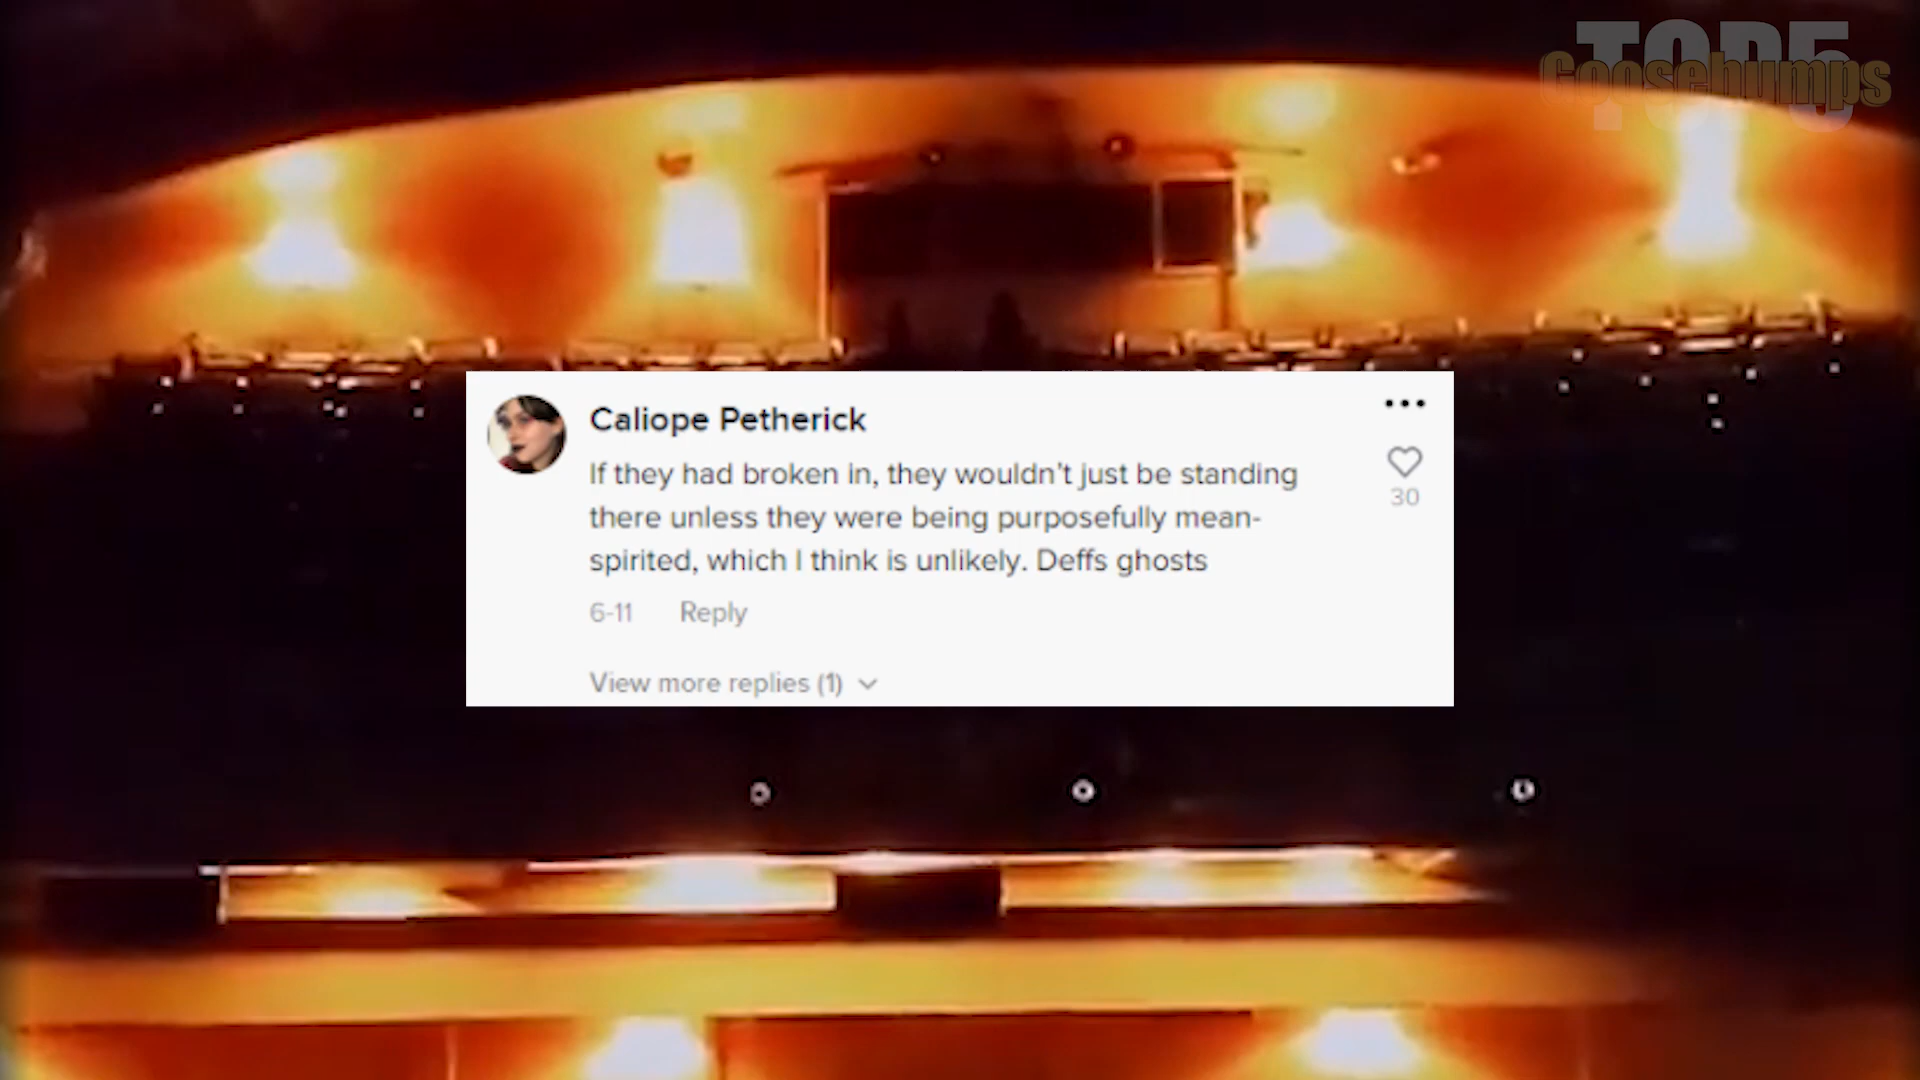 TOP5
Goosebumps
Caliope Petherick
If they had broken in, they wouldn't just be standing
there unless they were being purposefully mean-
spirited, which I think is unlikely. Deffs ghosts
30
6-11 Reply
View more replies (1)